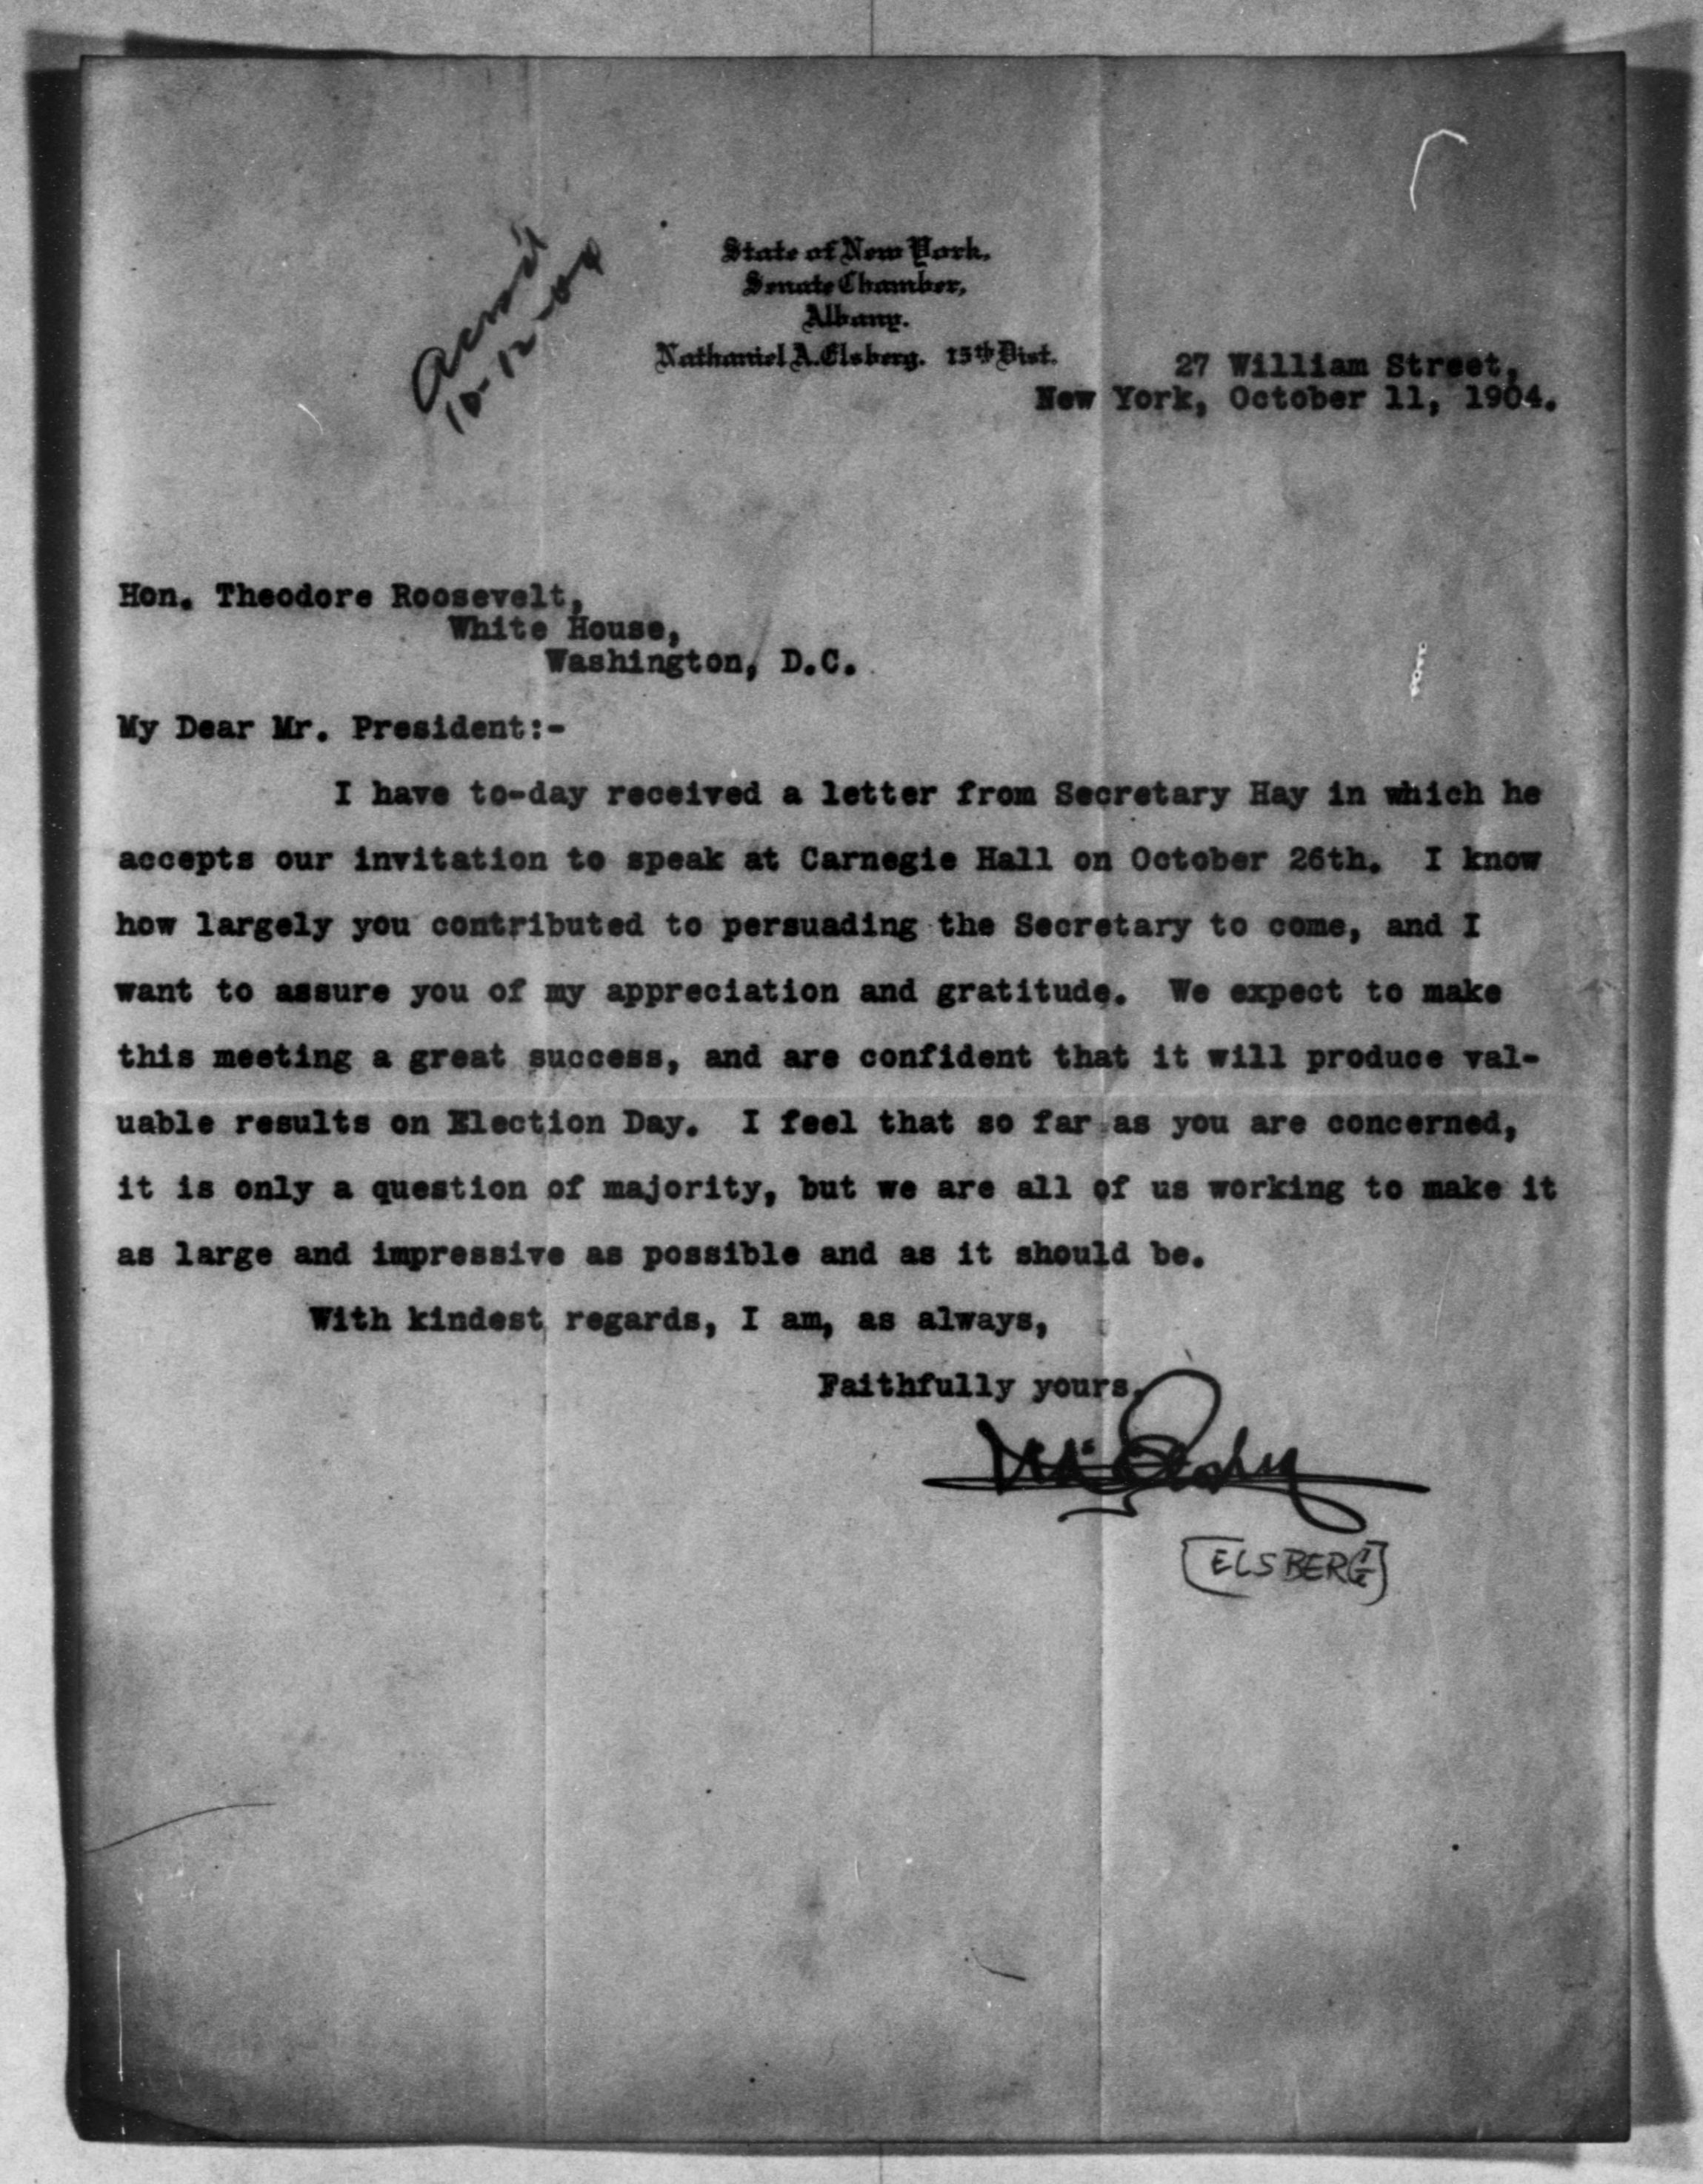 Ackn'd
10-12-04
State of New York,
Senate Chamber,
Albany.
Nathaniel A. Elsberg. 15th Dist.
27 William Street,
New York, October 11, 1904.
Hon. Theodore Roosevelt,
White House,
Washington, D.C.
My Dear Mr. President:-
I have to-day received a letter from Secretary Hay in which he
accepts our invitation to speak at Carnegie Hall on October 26th. I know
how largely you contributed to persuading the Secretary to come, and I
want to assure you of my appreciation and gratitude. We expect to make
this meeting a great success, and are confident that it will produce val-
uable results on Election Day. I feel that so far as you are concerned,
it is only a question of majority, but we are all of us working to make it
as large and impressive as possible and as it should be.
With kindest regards, I am, as always,
Faithfully yours,
[ELSBERG]